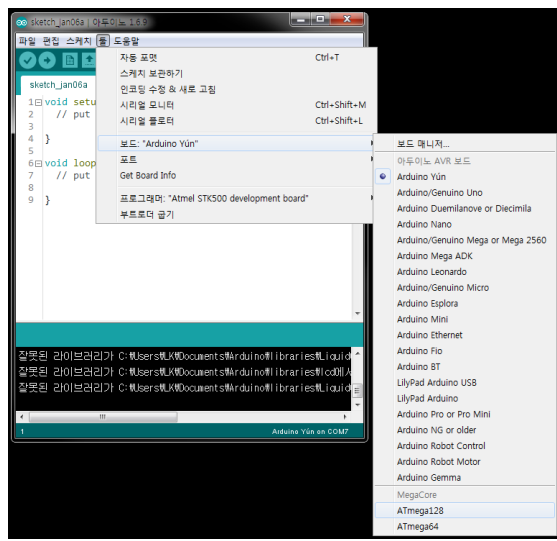 sketch_jan06a | 아두이노 1.6.9
파일 편집 스케치 툴 도움말
sketch_jan06a
1 void setu
2 // put
3
4 }
5
6 void loop
7 // put
8
9 }
자동 포맷 Ctrl+T
스케치 보관하기
인코딩 수정 & 새로 고침
시리얼 모니터 Ctrl+Shift+M
시리얼 플로터 Ctrl+Shift+L
보드: "Arduino Yún"
포트
Get Board Info
프로그래머: "Atmel STK500 development board"
부트로더 굽기
보드 매니저...
아두이노 AVR 보드
Arduino Yún
Arduino/Genuino Uno
Arduino Duemilanove or Diecimila
Arduino Nano
Arduino/Genuino Mega or Mega 2560
Arduino Mega ADK
Arduino Leonardo
Arduino/Genuino Micro
Arduino Esplora
Arduino Mini
Arduino Ethernet
Arduino Fio
Arduino BT
LilyPad Arduino USB
LilyPad Arduino
Arduino Pro or Pro Mini
Arduino NG or older
Arduino Robot Control
Arduino Robot Motor
Arduino Gemma
MegaCore
ATmega128
ATmega64
잘못된 라이브러리가 C:₩Users₩LK₩Documents₩Arduino₩libraries₩Liquid
잘못된 라이브러리가 C:₩Users₩LK₩Documents₩Arduino₩libraries₩lcd에서
잘못된 라이브러리가 C:₩Users₩LK₩Documents₩Arduino₩libraries₩Liquid
1 Arduino Yún on COM7